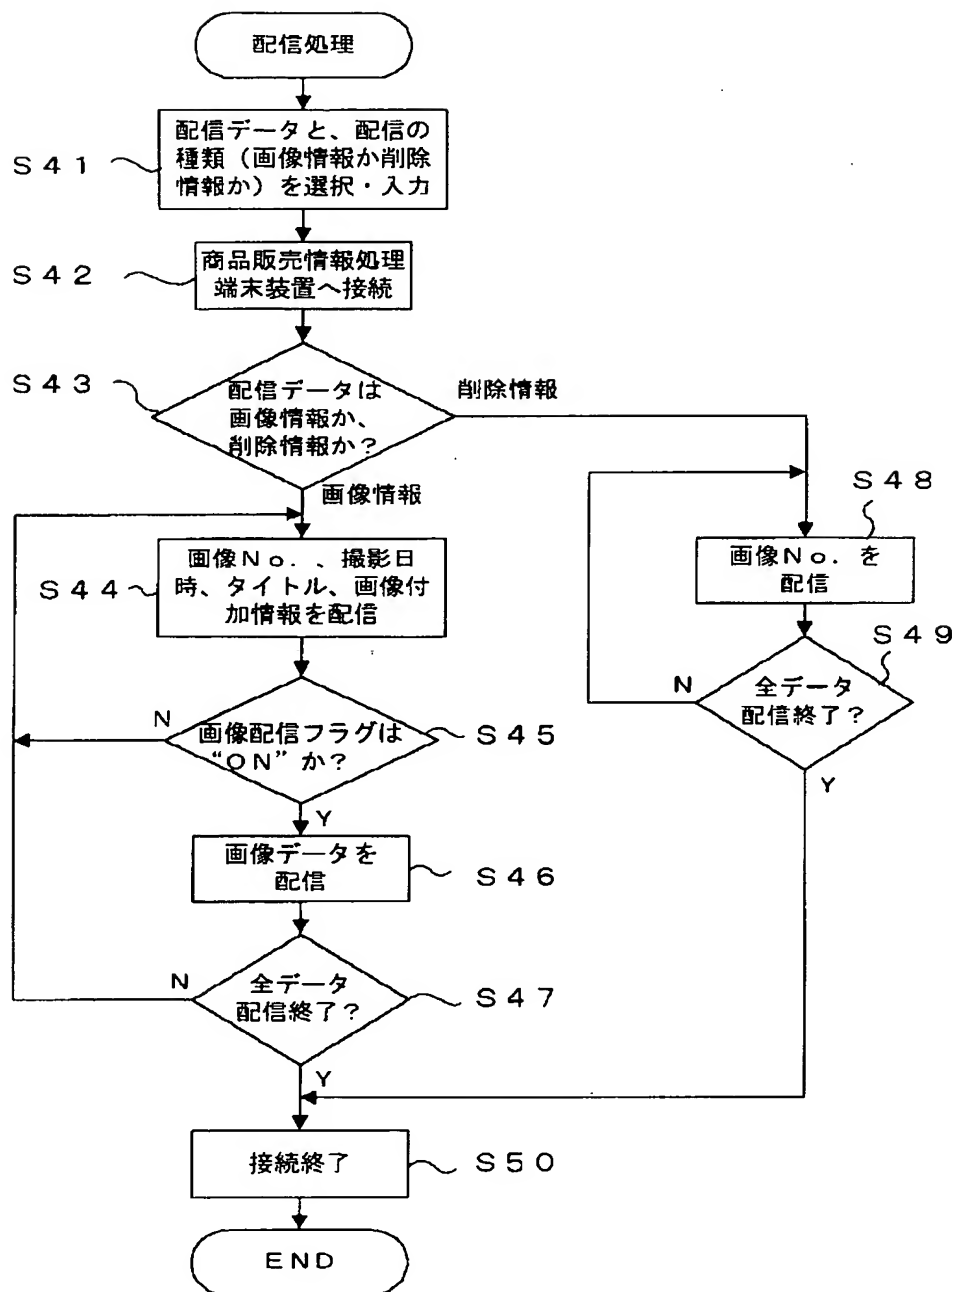 配信処理
S41
配信データと、配信の
種類(画像情報か削除
情報か)を選択・入力
S42
商品販売情報処理
端末装置へ接続
S43
配信データは
画像情報か、
削除情報か?
削除情報
画像情報
S44
画像No.、撮影日
時、タイトル、画像付
加情報を配信
S48
画像No.を
配信
S49
全データ
配信終了?
N
Y
N
画像配信フラグは
“ON”か?
S45
Y
画像データを
配信
S46
N
全データ
配信終了?
S47
Y
接続終了
S50
END